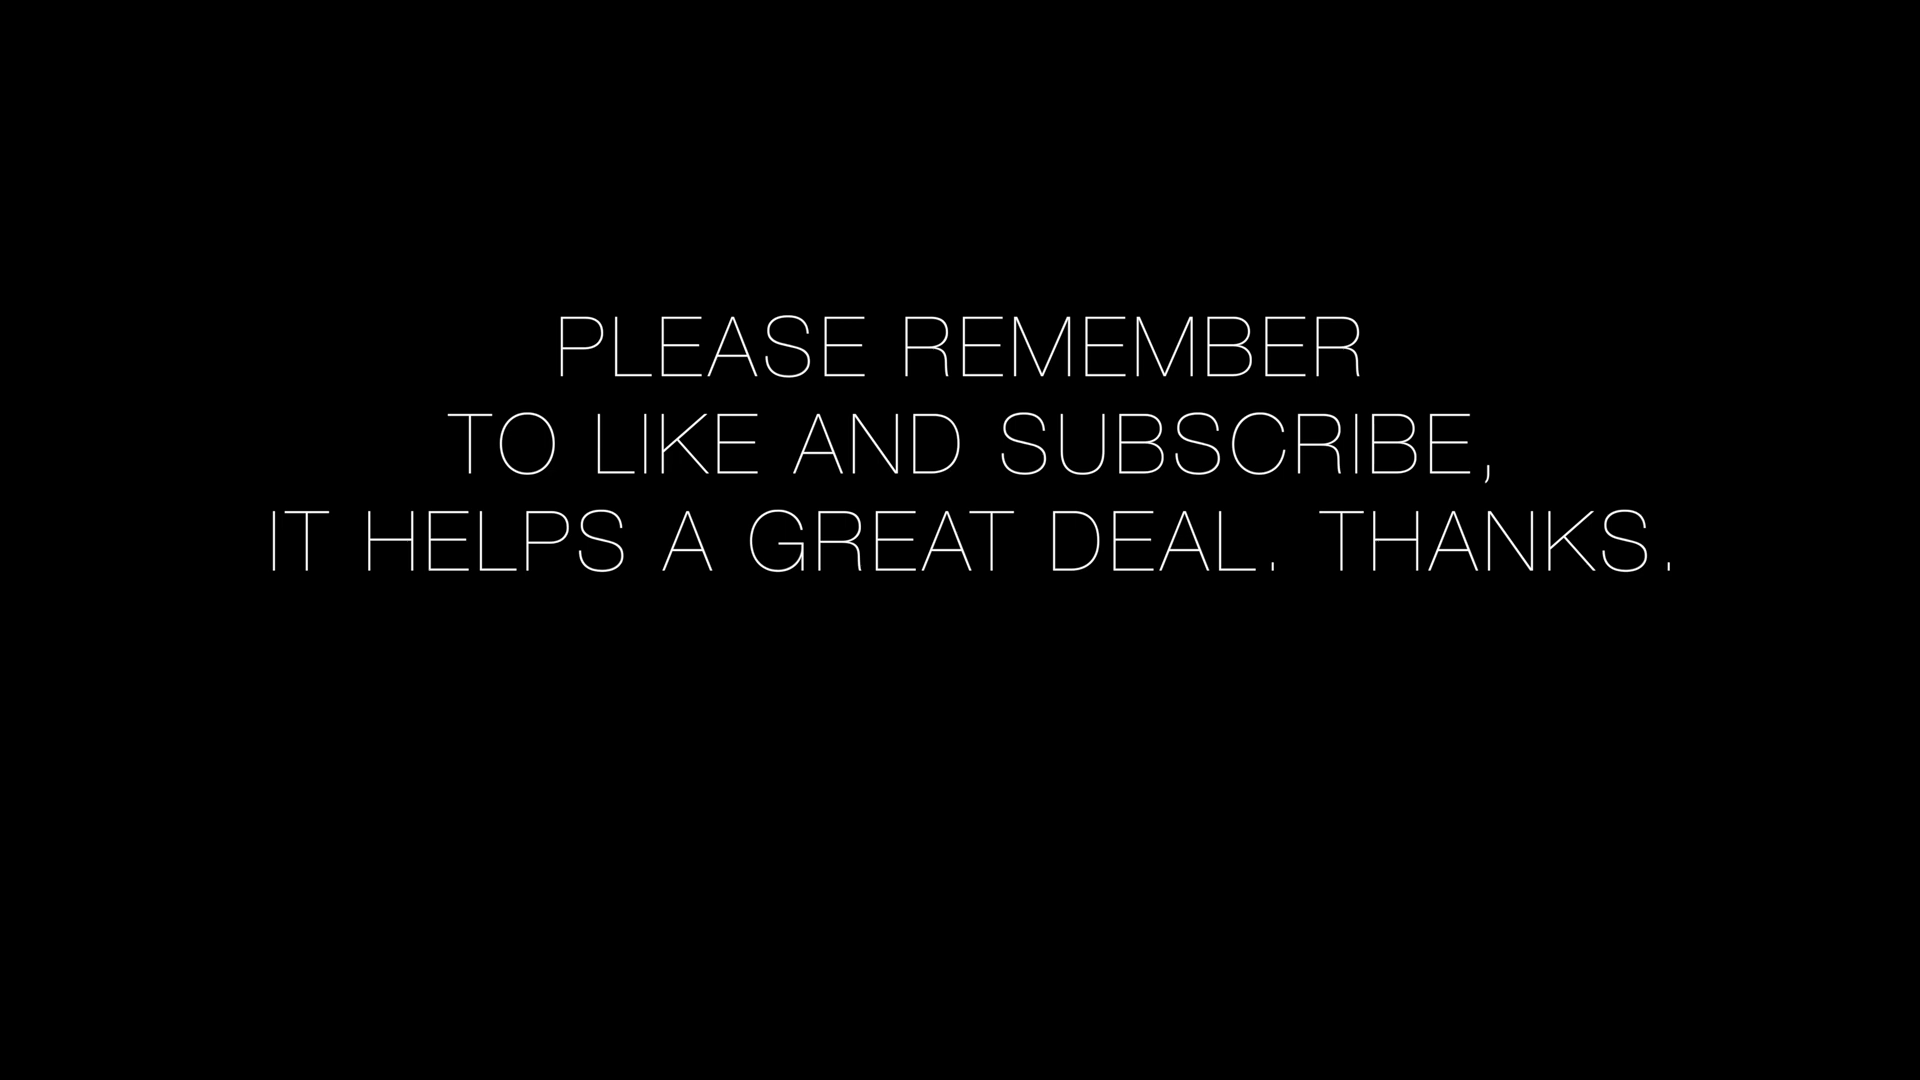 PLEASE REMEMBER
TO LIKE AND SUBSCRIBE,
IT HELPS A GREAT DEAL. THANKS.